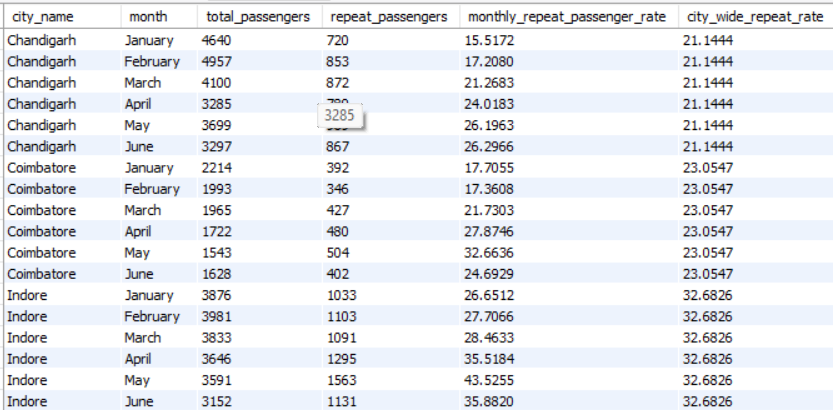 city_name month total_passengers repeat_passengers monthly_repeat_passenger_rate city_wide_repeat_rate
Chandigarh January 4640 720 15.5172 21.1444
Chandigarh February 4957 853 17.2080 21.1444
Chandigarh March 4100 872 21.2683 21.1444
Chandigarh April 3285 24.0183 21.1444
3285
Chandigarh May 3699 26.1963 21.1444
Chandigarh June 3297 867 26.2966 21.1444
Coimbatore January 2214 392 17.7055 23.0547
Coimbatore February 1993 346 17.3608 23.0547
Coimbatore March 1965 427 21.7303 23.0547
Coimbatore April 1722 480 27.8746 23.0547
Coimbatore May 1543 504 32.6636 23.0547
Coimbatore June 1628 402 24.6929 23.0547
Indore January 3876 1033 26.6512 32.6826
Indore February 3981 1103 27.7066 32.6826
Indore March 3833 1091 28.4633 32.6826
Indore April 3646 1295 35.5184 32.6826
Indore May 3591 1563 43.5255 32.6826
Indore June 3152 1131 35.8820 32.6826